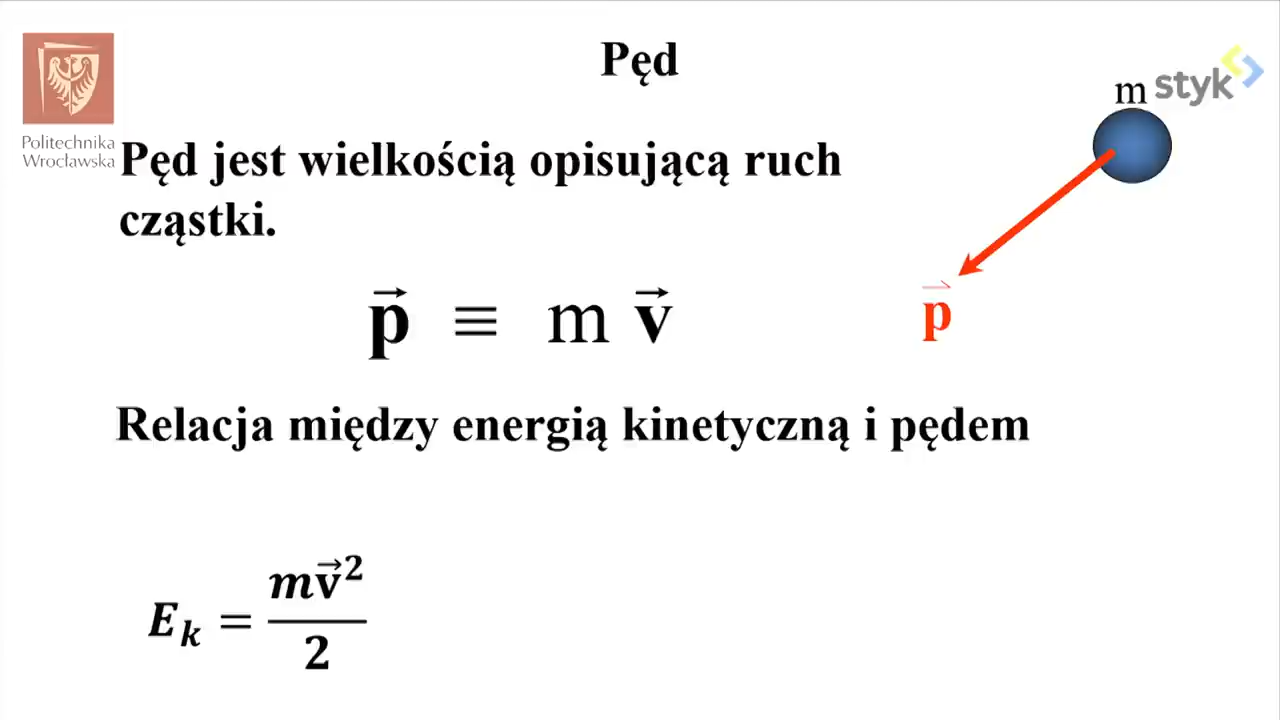 Pęd
Politechnika
Wrocławska
m
styk
Pęd jest wielkością opisującą ruch
cząstki.
p⃗ ≡ m v⃗
p⃗
Relacja między energią kinetyczną i pędem
E_k = mv⃗²/2